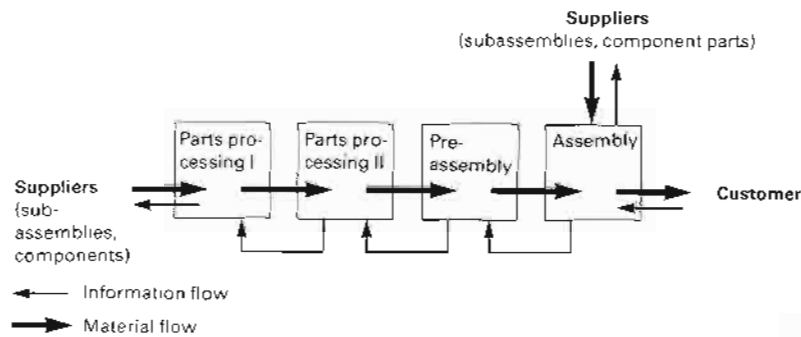 Suppliers
(subassemblies, component parts)
Parts pro-
cessing I
Parts pro-
cessing II
Pre-
assembly
Assembly
Suppliers
(sub-
assemblies,
components)
Customer
Information flow
Material flow